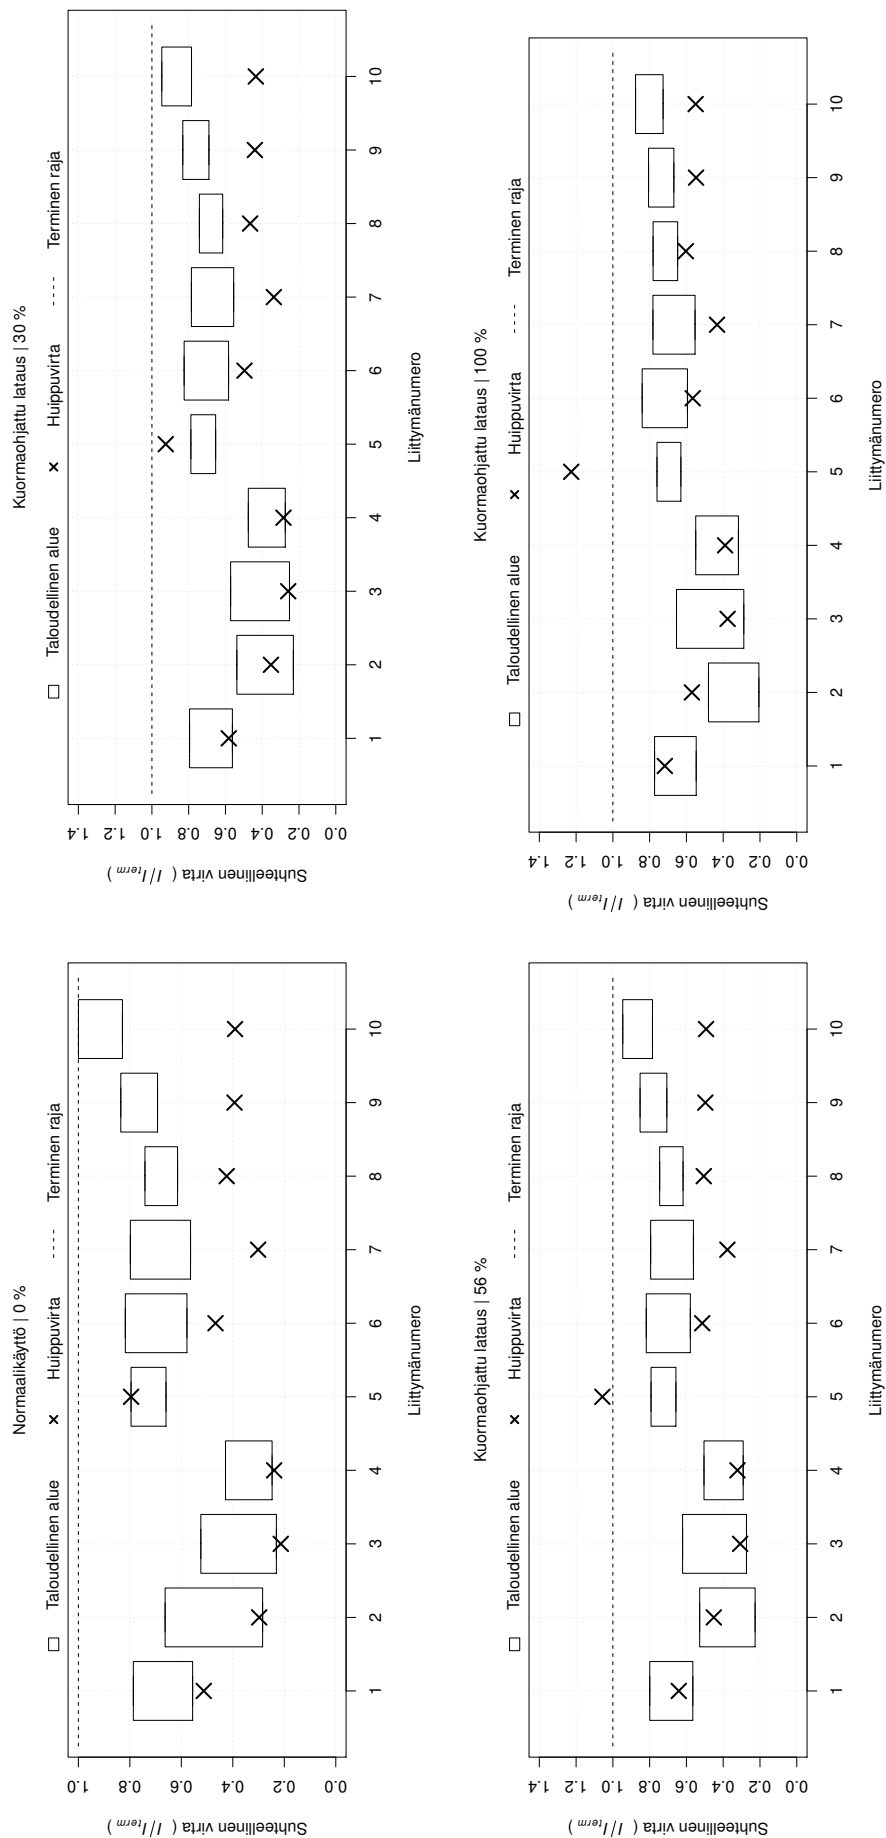 Normaalikäyttö | 0 %
Taloudellinen alue Huippuvirta Terminen raja
Suhteellinen virta ( I/I_term )
1.0
0.8
0.6
0.4
0.2
0.0
1 2 3 4 5 6 7 8 9 10
Liittymänumero
Kuormaohjattu lataus | 30 %
Taloudellinen alue Huippuvirta Terminen raja
Suhteellinen virta ( I/I_term )
1.4
1.2
1.0
0.8
0.6
0.4
0.2
0.0
1 2 3 4 5 6 7 8 9 10
Liittymänumero
Kuormaohjattu lataus | 56 %
Taloudellinen alue Huippuvirta Terminen raja
Suhteellinen virta ( I/I_term )
1.4
1.2
1.0
0.8
0.6
0.4
0.2
0.0
1 2 3 4 5 6 7 8 9 10
Liittymänumero
Kuormaohjattu lataus | 100 %
Taloudellinen alue Huippuvirta Terminen raja
Suhteellinen virta ( I/I_term )
1.4
1.2
1.0
0.8
0.6
0.4
0.2
0.0
1 2 3 4 5 6 7 8 9 10
Liittymänumero